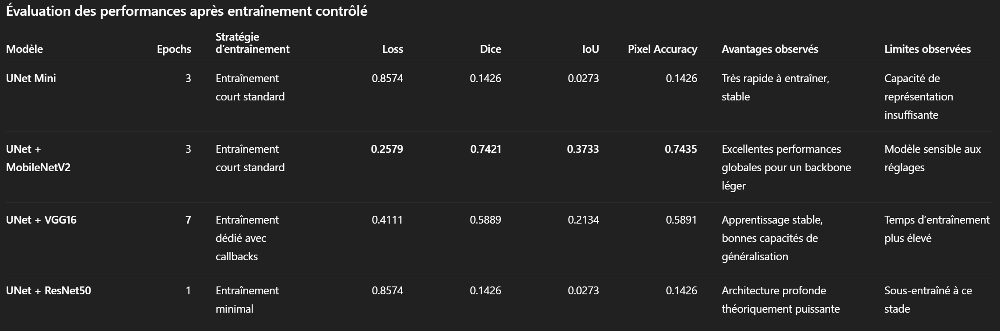 Évaluation des performances après entraînement contrôlé
Modèle Epochs Stratégie d’entraînement Loss Dice IoU Pixel Accuracy Avantages observés Limites observées
UNet Mini 3 Entraînement 0.8574 0.1426 0.0273 0.1426 Très rapide à entraîner, Capacité de
court standard stable représentation
insuffisante
UNet + 3 Entraînement 0.2579 0.7421 0.3733 0.7435 Excellentes performances Modèle sensible aux
MobileNetV2 court standard globales pour un backbone réglages
léger
UNet + VGG16 7 Entraînement 0.4111 0.5889 0.2134 0.5891 Apprentissage stable, Temps d’entraînement
dédié avec bonnes capacités de plus élevé
callbacks généralisation
UNet + ResNet50 1 Entraînement 0.8574 0.1426 0.0273 0.1426 Architecture profonde Sous-entraîné à ce
minimal théoriquement puissante stade